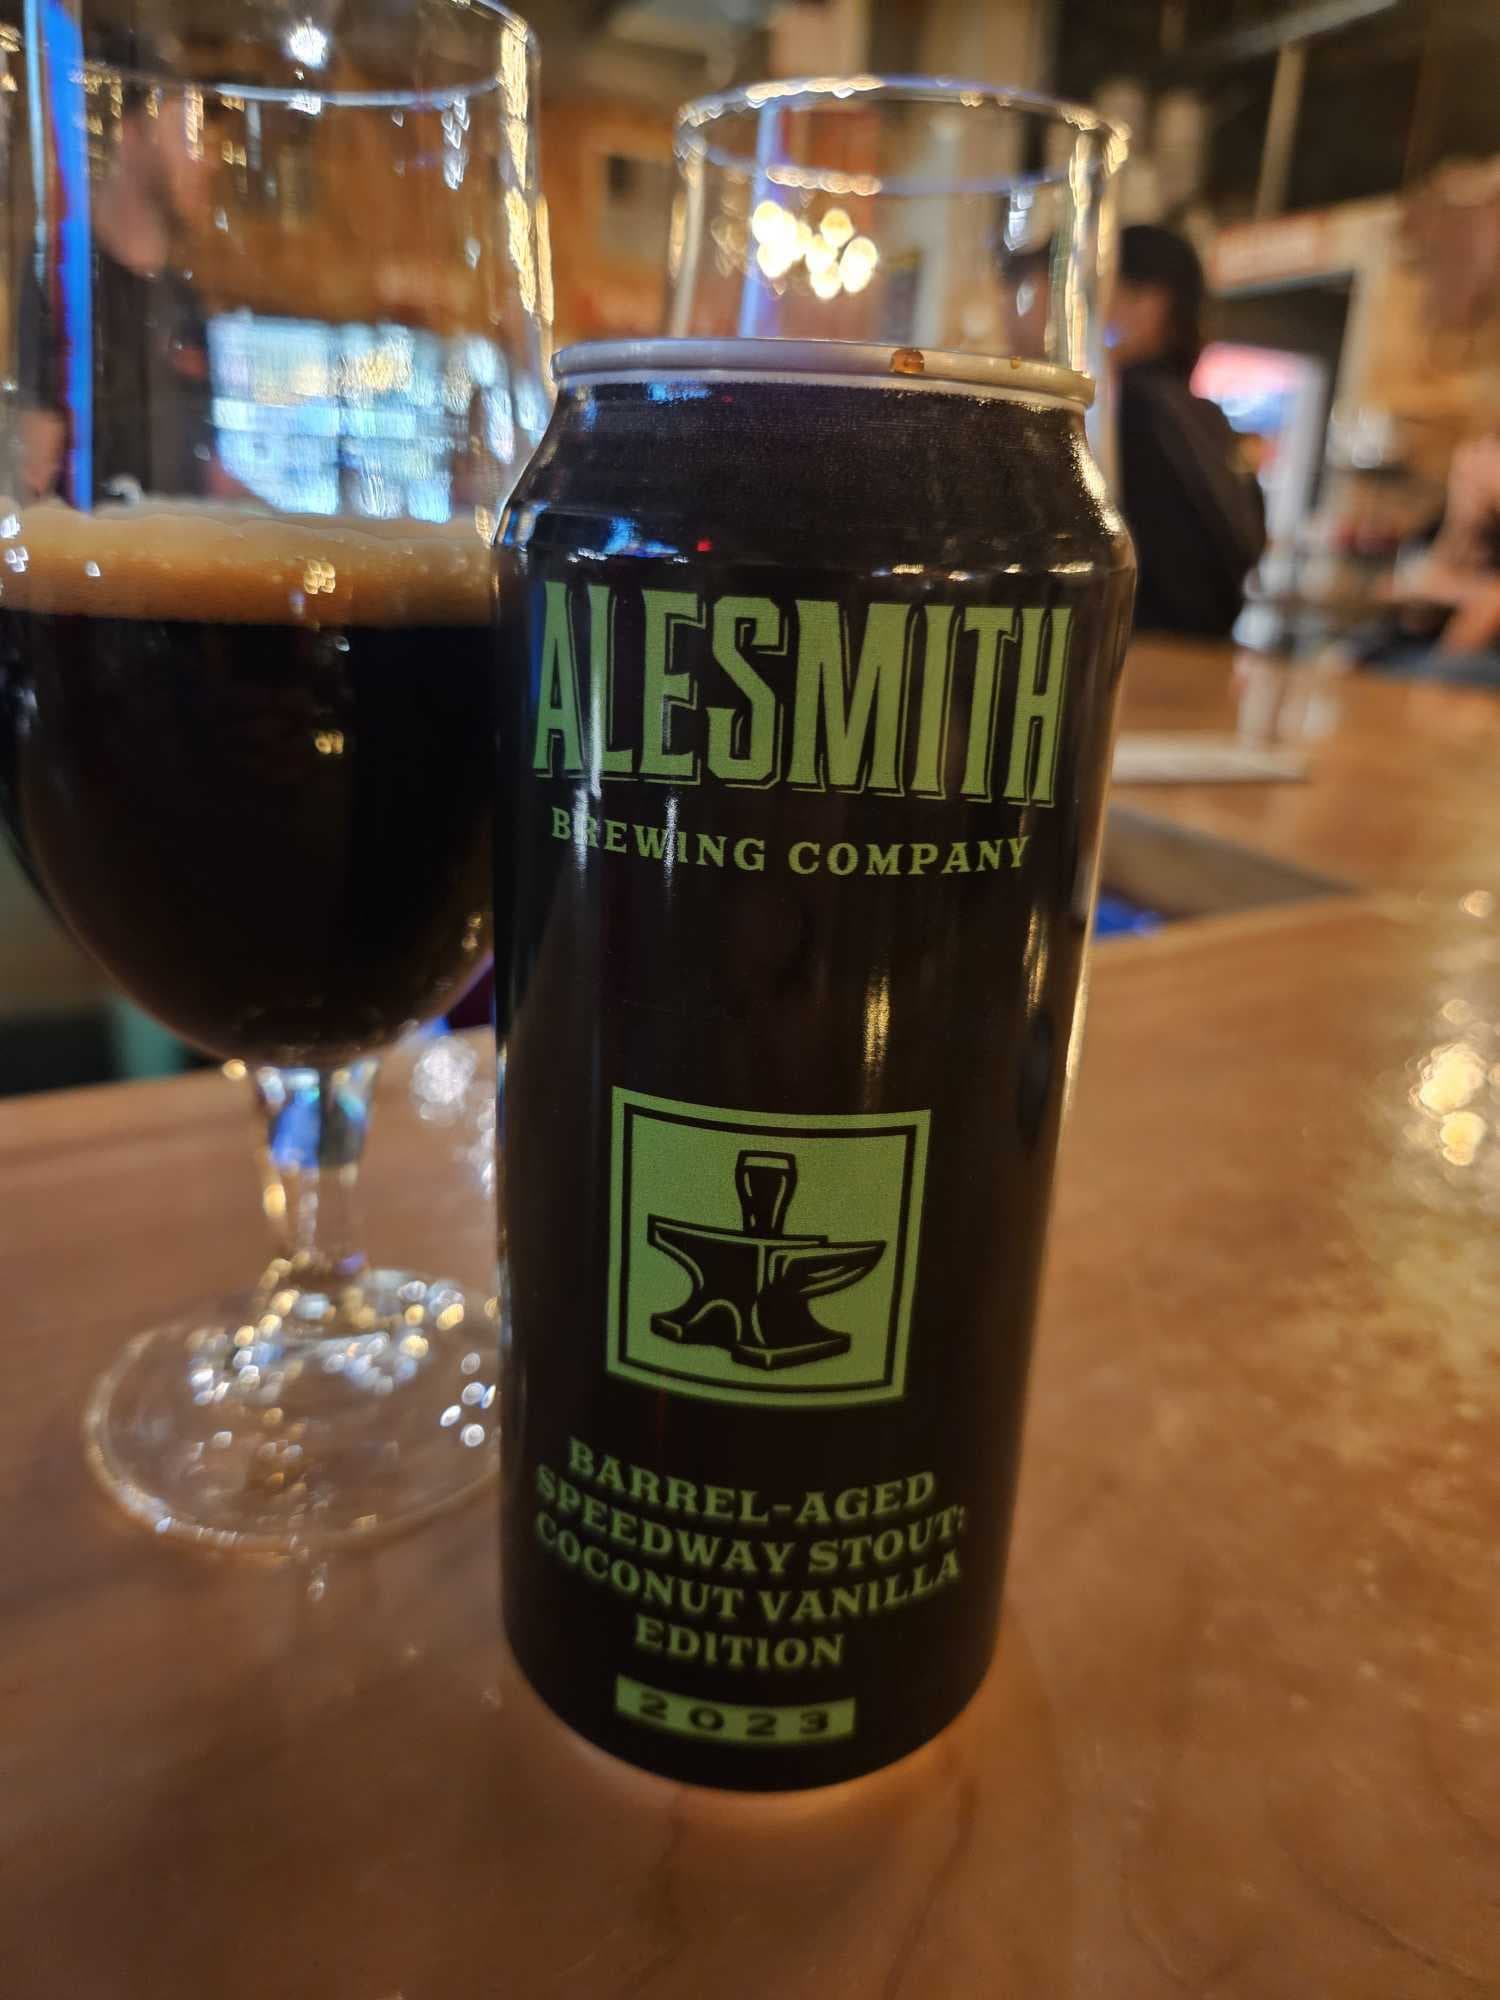 ALESMITH
BREWING COMPANY
BARREL-AGED
SPEEDWAY STOUT:
COCONUT VANILLA
EDITION
2023